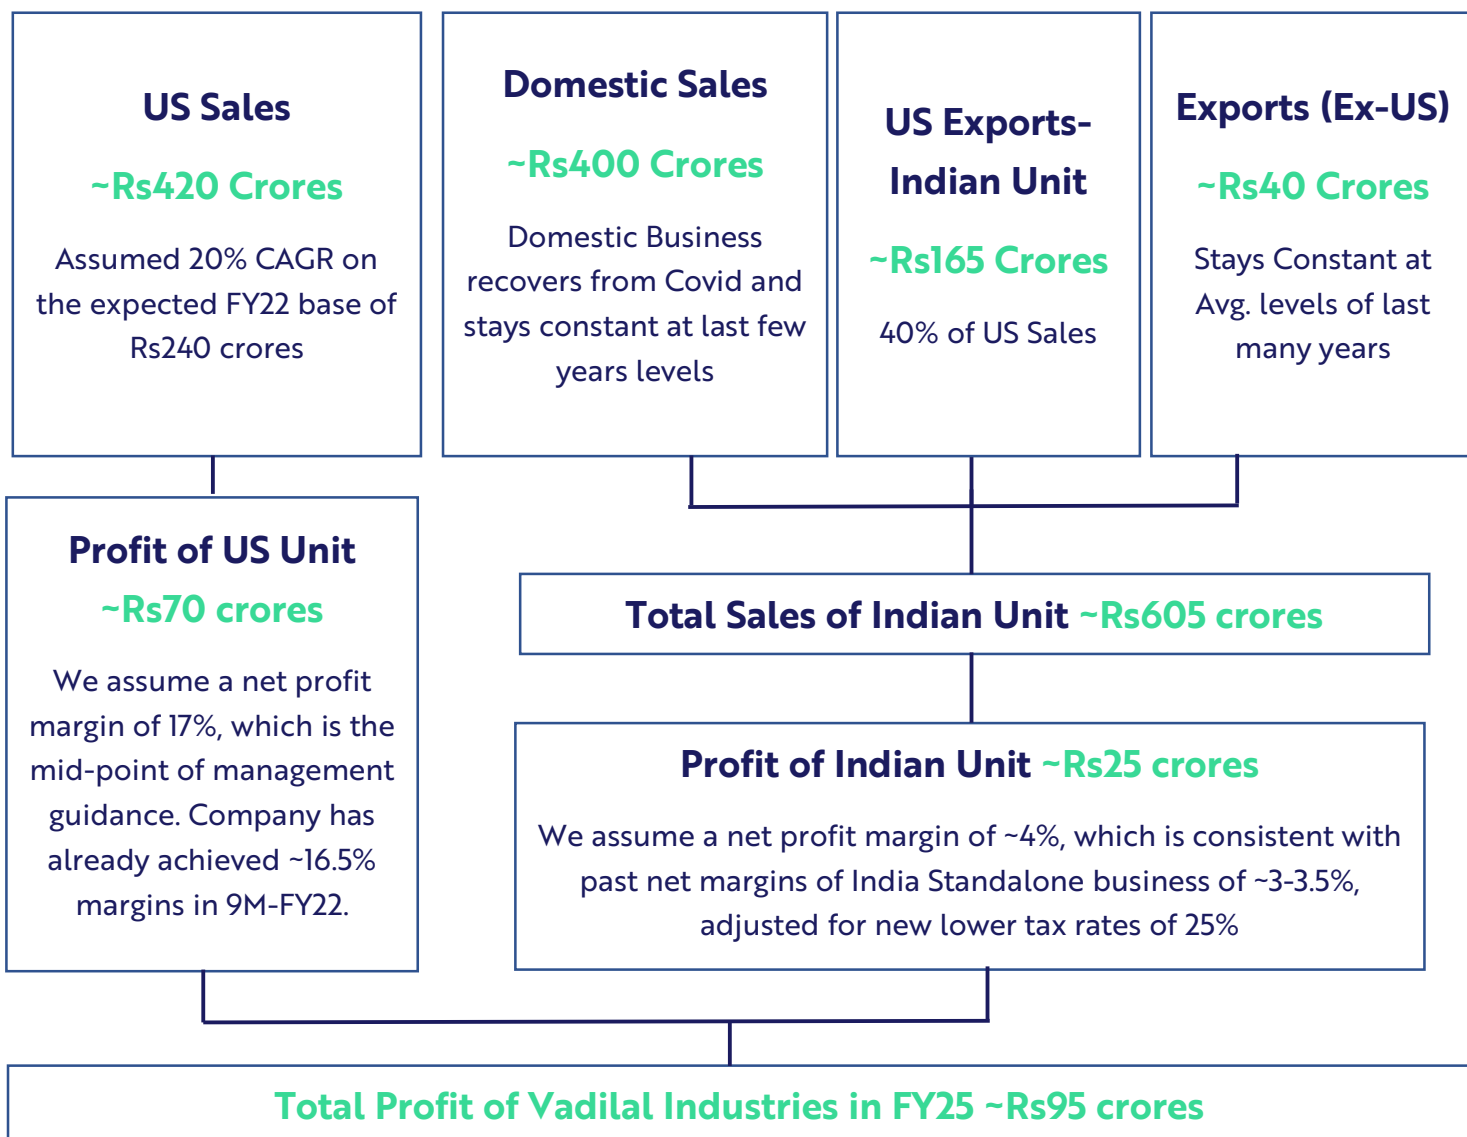 US Sales
~Rs420 Crores
Assumed 20% CAGR on
the expected FY22 base of
Rs240 crores
Domestic Sales
~Rs400 Crores
Domestic Business
recovers from Covid and
stays constant at last few
years levels
US Exports-
Indian Unit
~Rs165 Crores
40% of US Sales
Exports (Ex-US)
~Rs40 Crores
Stays Constant at
Avg. levels of last
many years
Profit of US Unit
~Rs70 crores
We assume a net profit
margin of 17%, which is the
mid-point of management
guidance. Company has
already achieved ~16.5%
margins in 9M-FY22.
Total Sales of Indian Unit ~Rs605 crores
Profit of Indian Unit ~Rs25 crores
We assume a net profit margin of ~4%, which is consistent with
past net margins of India Standalone business of ~3-3.5%,
adjusted for new lower tax rates of 25%
Total Profit of Vadilal Industries in FY25 ~Rs95 crores